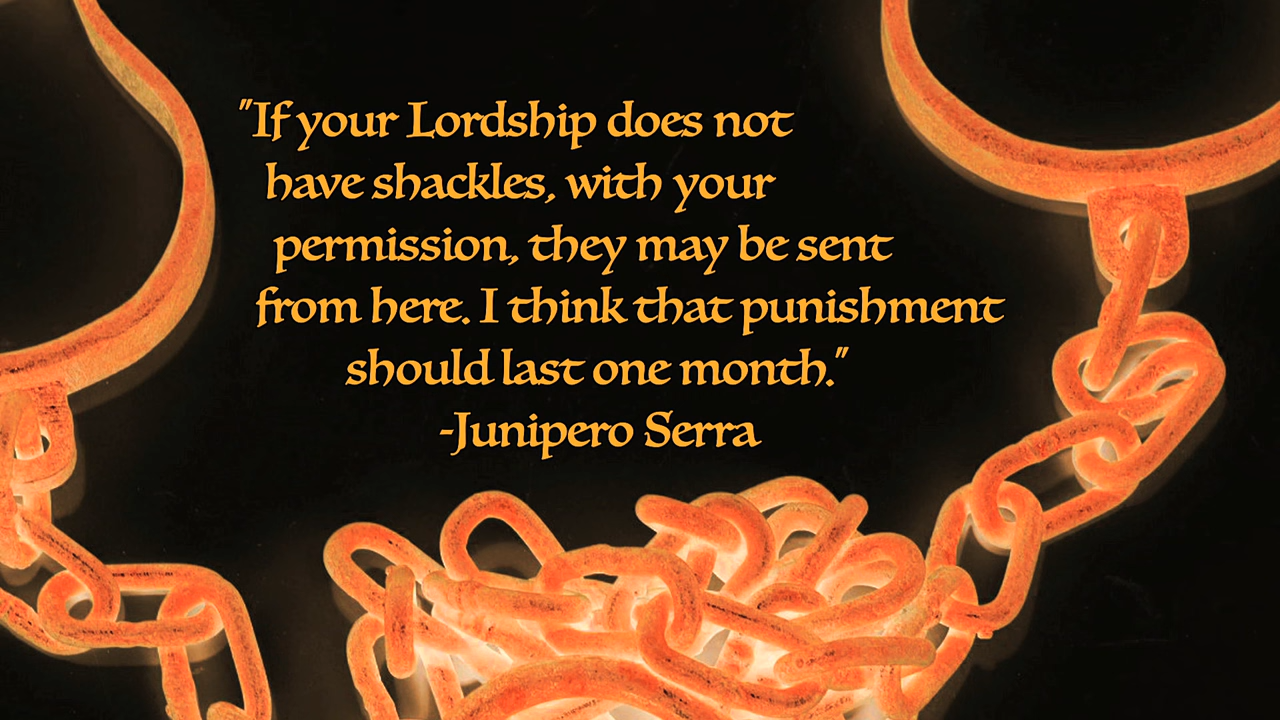 "If your Lordship does not
have shackles, with your
permission, they may be sent
from here. I think that punishment
should last one month."
-Junipero Serra